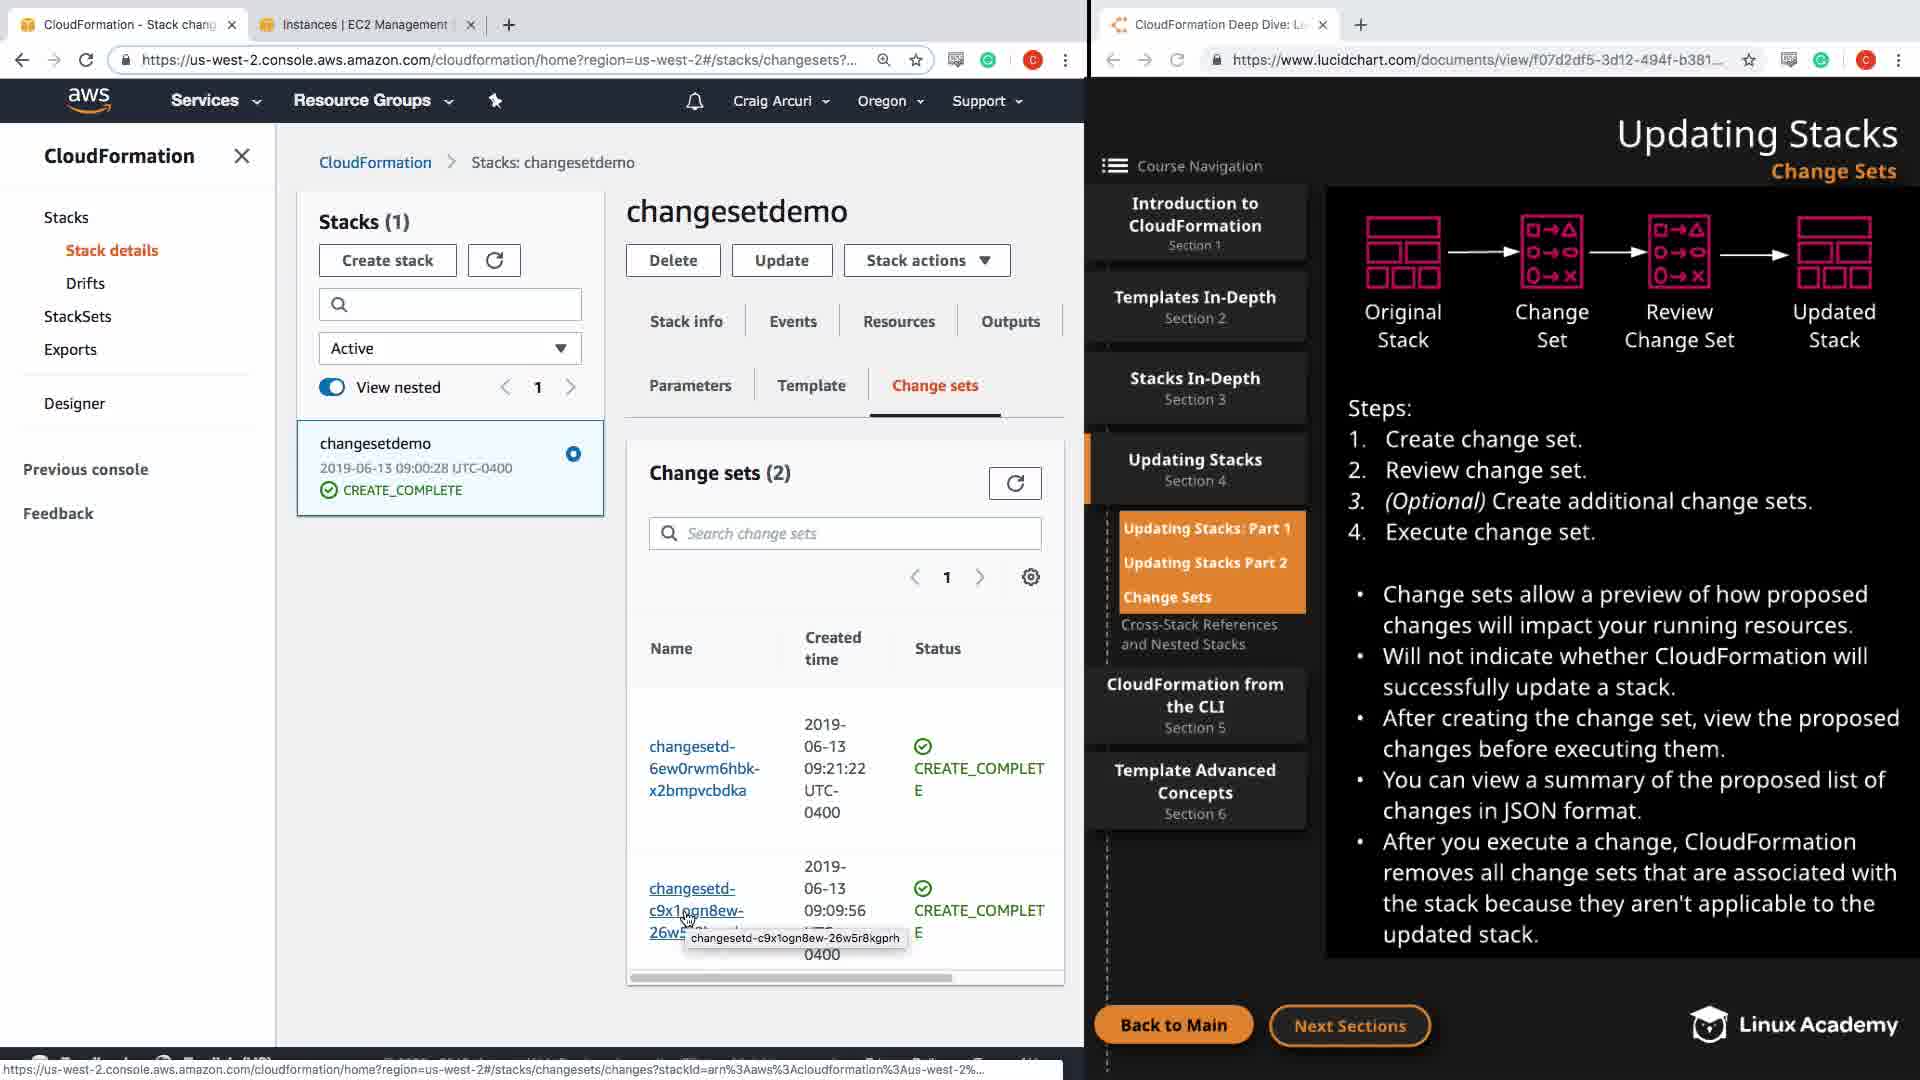 CloudFormation - Stack chang
Instances | EC2 Management
https://us-west-2.console.aws.amazon.com/cloudformation/home?region=us-west-2#/stacks/changesets?...
C
aws
Services
Resource Groups
Craig Arcuri
Oregon
Support
CloudFormation
Stacks
Stack details
Drifts
StackSets
Exports
Designer
Previous console
Feedback
CloudFormation
Stacks: changesetdemo
Stacks (1)
Create stack
Active
View nested
1
changesetdemo
2019-06-13 09:00:28 UTC-0400
CREATE_COMPLETE
changesetdemo
Delete
Update
Stack actions
Stack info
Events
Resources
Outputs
Parameters
Template
Change sets
Change sets (2)
Search change sets
1
Name
Created
time
Status
changesetd-
6ew0rwm6hbk-
x2bmpvcbdka
2019-
06-13
09:21:22
UTC-
0400
CREATE_COMPLET
E
changesetd-
c9x1ogn8ew-
26w5
2019-
06-13
09:09:56
0400
CREATE_COMPLET
E
changesetd-c9x1ogn8ew-26w5r8kgprh
https://us-west-2.console.aws.amazon.com/cloudformation/home?region=us-west-2#/stacks/changesets/changes?stackId=arn%3Aaws%3Acloudformation%3Aus-west-2%...
CloudFormation Deep Dive: Le
https://www.lucidchart.com/documents/view/f07d2df5-3d12-494f-b381...
C
Updating Stacks
Change Sets
Course Navigation
Introduction to
CloudFormation
Section 1
Templates In-Depth
Section 2
Stacks In-Depth
Section 3
Updating Stacks
Section 4
Updating Stacks: Part 1
Updating Stacks Part 2
Change Sets
Cross-Stack References
and Nested Stacks
CloudFormation from
the CLI
Section 5
Template Advanced
Concepts
Section 6
Original
Stack
Change
Set
Review
Change Set
Updated
Stack
Steps:
1. Create change set.
2. Review change set.
3. (Optional) Create additional change sets.
4. Execute change set.
• Change sets allow a preview of how proposed
changes will impact your running resources.
• Will not indicate whether CloudFormation will
successfully update a stack.
• After creating the change set, view the proposed
changes before executing them.
• You can view a summary of the proposed list of
changes in JSON format.
• After you execute a change, CloudFormation
removes all change sets that are associated with
the stack because they aren't applicable to the
updated stack.
Back to Main
Next Sections
Linux Academy